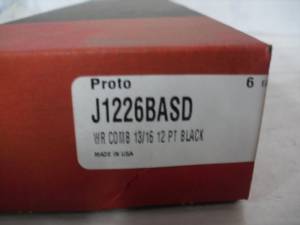 Proto 6
J1226BASD
WR COMB 13/16 12 PT BLACK
MADE IN USA